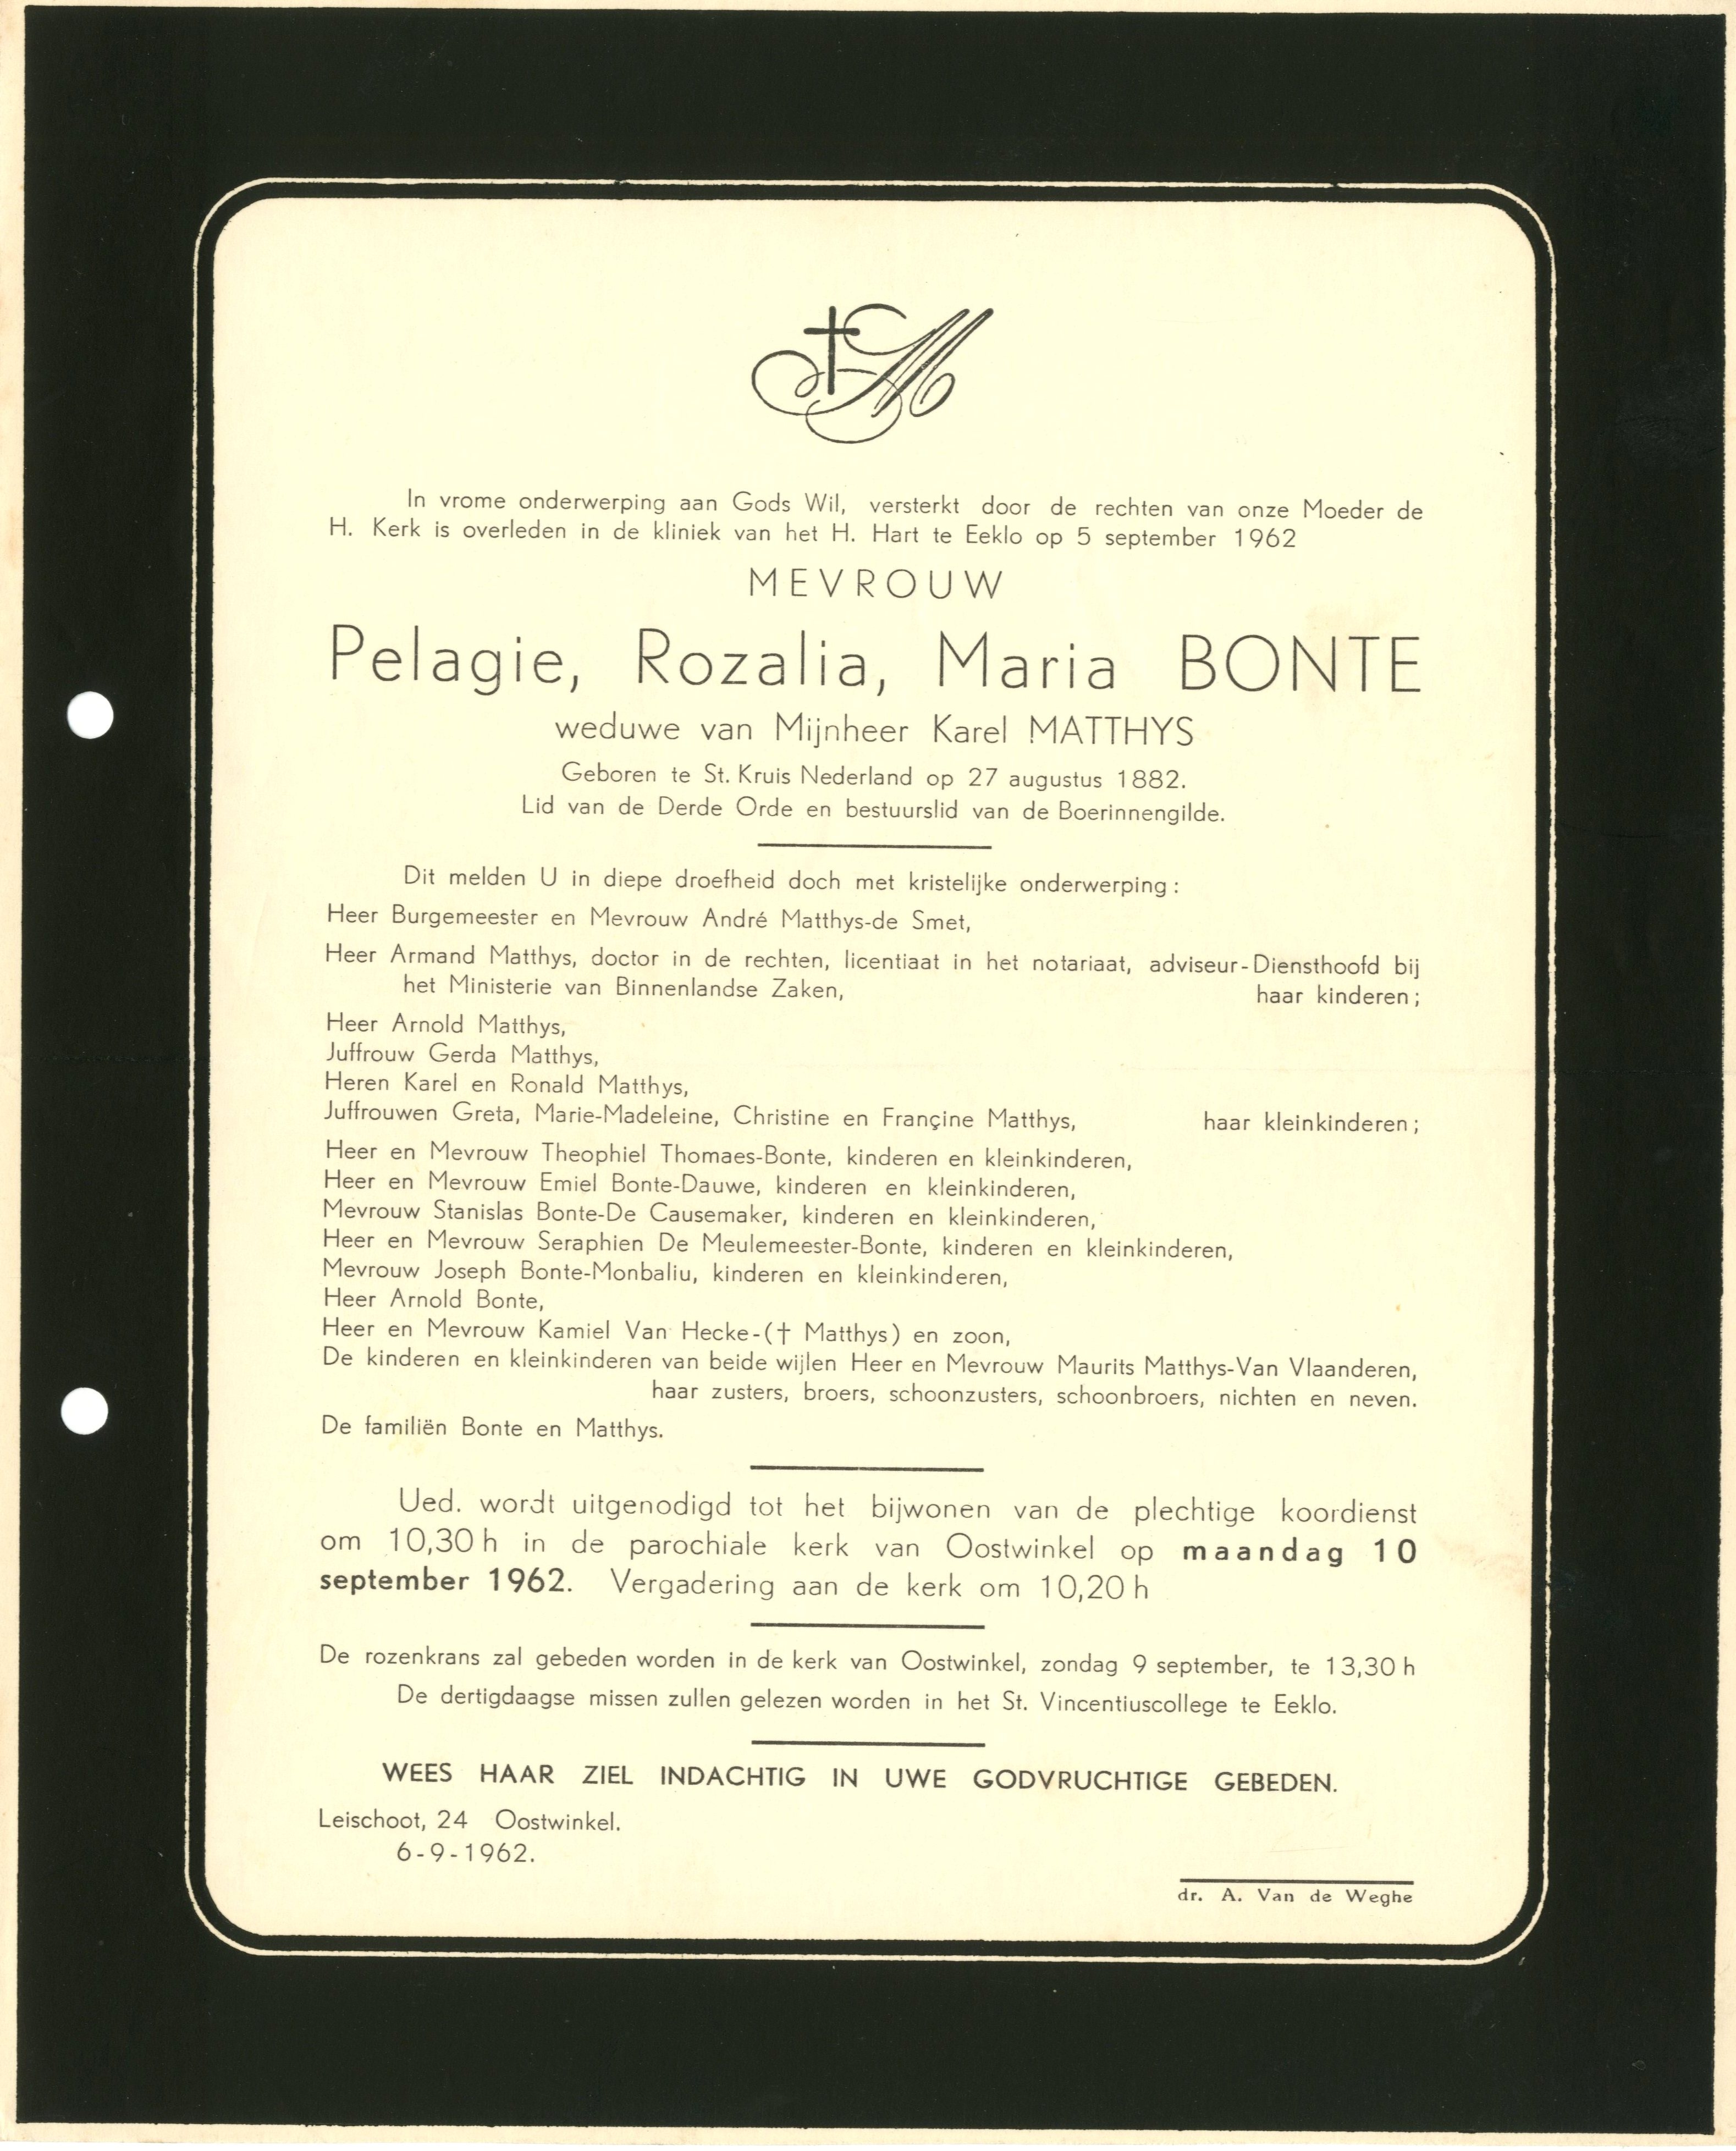 In vrome onderwerping aan Gods Wil, versterkt door de rechten van onze Moeder de
H. Kerk is overleden in de kliniek van het H. Hart te Eeklo op 5 september 1962
MEVROUW
Pelagie, Rozalia, Maria BONTE
weduwe van Mijnheer Karel MATTHYS
Geboren te St. Kruis Nederland op 27 augustus 1882.
Lid van de Derde Orde en bestuurslid van de Boerinnengilde.
Dit melden U in diepe droefheid doch met kristelijke onderwerping :
Heer Burgemeester en Mevrouw André Matthys-de Smet,
Heer Armand Matthys, doctor in de rechten, licentiaat in het notariaat, adviseur-Diensthoofd bij
het Ministerie van Binnenlandse Zaken, haar kinderen ;
Heer Arnold Matthys,
Juffrouw Gerda Matthys,
Heren Karel en Ronald Matthys,
Juffrouwen Greta, Marie-Madeleine, Christine en Françine Matthys, haar kleinkinderen ;
Heer en Mevrouw Theophiel Thomaes-Bonte, kinderen en kleinkinderen,
Heer en Mevrouw Emiel Bonte-Dauwe, kinderen en kleinkinderen,
Mevrouw Stanislas Bonte-De Causemaker, kinderen en kleinkinderen,
Heer en Mevrouw Seraphien De Meulemeester-Bonte, kinderen en kleinkinderen,
Mevrouw Joseph Bonte-Monbaliu, kinderen en kleinkinderen,
Heer Arnold Bonte,
Heer en Mevrouw Kamiel Van Hecke-(† Matthys) en zoon,
De kinderen en kleinkinderen van beide wijlen Heer en Mevrouw Maurits Matthys-Van Vlaanderen,
haar zusters, broers, schoonzusters, schoonbroers, nichten en neven.
De familiën Bonte en Matthys.
Ued. wordt uitgenodigd tot het bijwonen van de plechtige koordienst
om 10,30 h in de parochiale kerk van Oostwinkel op maandag 10
september 1962. Vergadering aan de kerk om 10,20 h
De rozenkrans zal gebeden worden in de kerk van Oostwinkel, zondag 9 september, te 13,30 h
De dertigdaagse missen zullen gelezen worden in het St. Vincentiuscollege te Eeklo.
WEES HAAR ZIEL INDACHTIG IN UWE GODVRUCHTIGE GEBEDEN.
Leischoot, 24 Oostwinkel.
6-9-1962.
dr. A. Van de Weghe